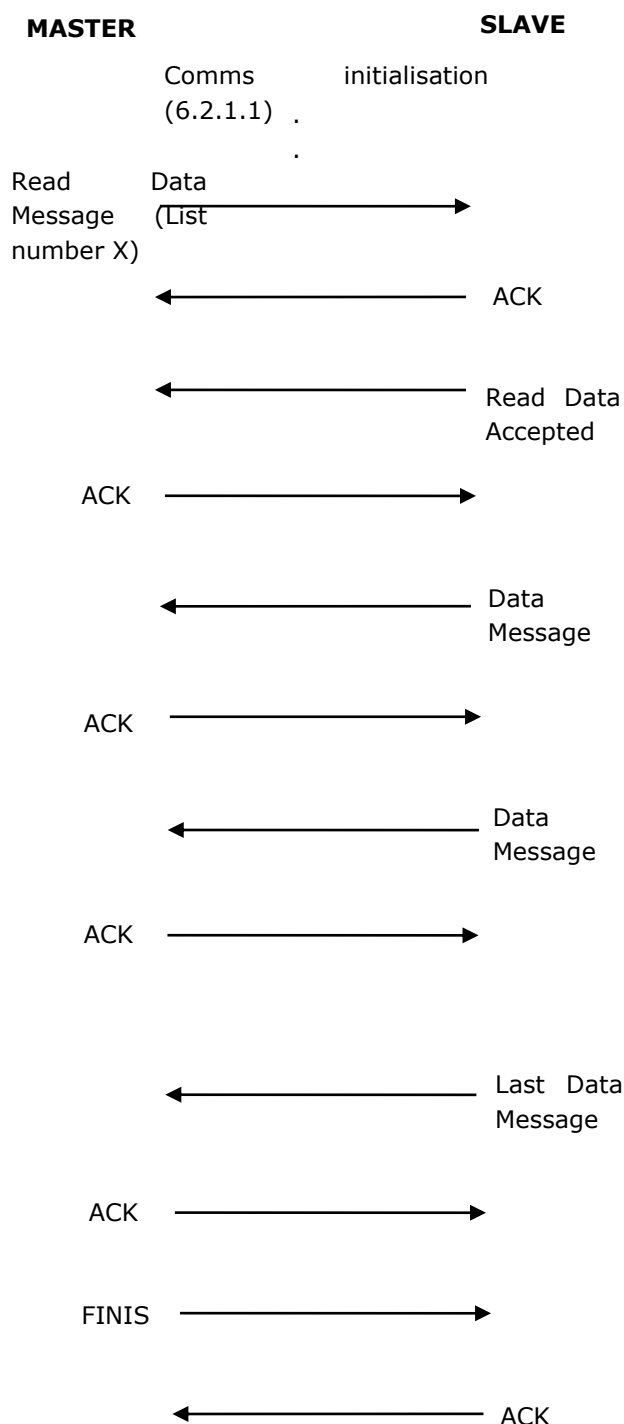 MASTER SLAVE
Comms initialisation
(6.2.1.1) .
.
Read Data
Message (List
number X)
ACK
Read Data
Accepted
ACK
Data
Message
ACK
Data
Message
ACK
Last Data
Message
ACK
FINIS
ACK